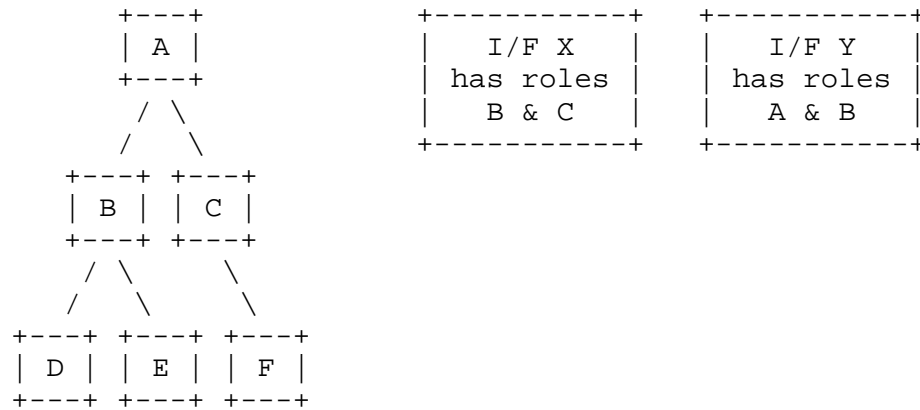 A
I/F X
has roles
B & C
I/F Y
has roles
A & B
B C
D E F